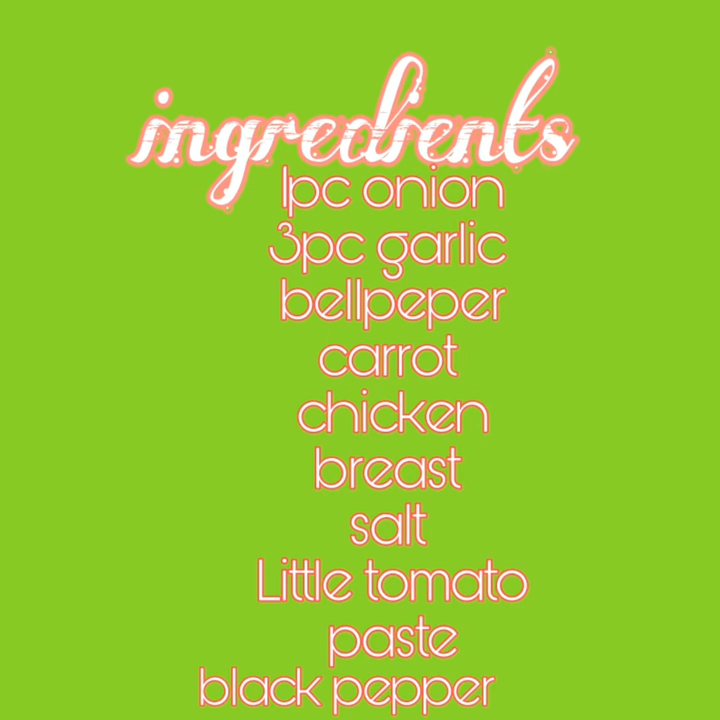 ingredients
1pc onion
3pc garlic
bellpeper
carrot
chicken
breast
salt
Little tomato
paste
black pepper